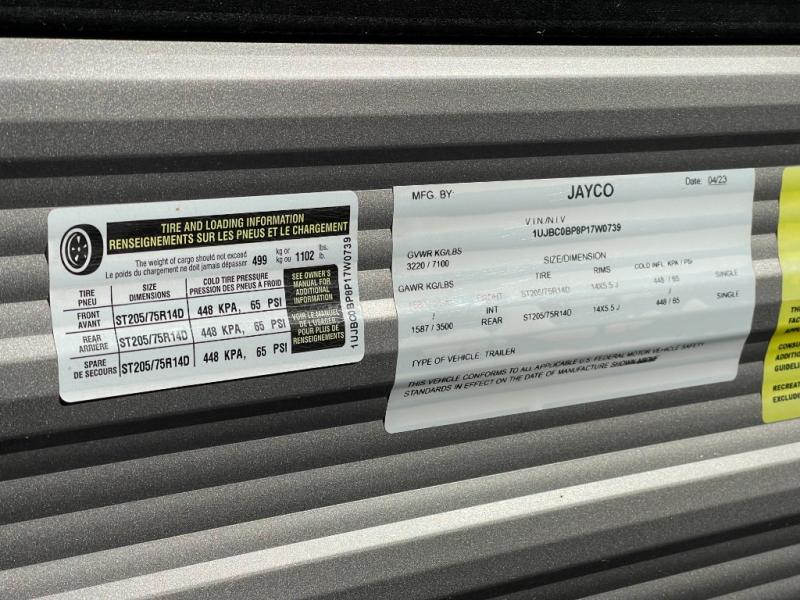 TIRE AND LOADING INFORMATION
RENSEIGNEMENTS SUR LES PNEUS ET LE CHARGEMENT
The weight of cargo should not exceed 499 kg or 1102 lbs.
Le poids du chargement ne doit jamais dépasser kg ou lb.
TIRE PNEU SIZE DIMENSIONS COLD TIRE PRESSURE PRESSION DES PNEUS À FROID
FRONT AVANT ST205/75R14D 448 KPA, 65 PSI
REAR ARRIÈRE ST205/75R14D 448 KPA, 65 PSI
SPARE DE SECOURS ST205/75R14D 448 KPA, 65 PSI
SEE OWNER'S
MANUAL FOR
ADDITIONAL
INFORMATION
VOIR LE MANUEL
DE L'USAGER
POUR PLUS DE
RENSEIGNEMENTS
1UJBC0BP8P17W0739
MFG. BY: JAYCO Date: 04/23
V I N /N.I.V
1UJBC0BP8P17W0739
GVWR KG/LBS SIZE/DIMENSION
3220 / 7100 TIRE RIMS COLD INFL. KPA / PSI
GAWR KG/LBS FRONT ST205/75R14D 14X5.5 J 448 / 65 SINGLE
INT
1587 / 3500 REAR ST205/75R14D 14X5.5 J 448 / 65 SINGLE
TYPE OF VEHICLE: TRAILER
THIS VEHICLE CONFORMS TO ALL APPLICABLE U.S. FEDERAL MOTOR VEHICLE SAFETY
STANDARDS IN EFFECT ON THE DATE OF MANUFACTURE SHOWN ABOVE
TH
FAC
APPL
CONSU
ADDITIO
GUIDELI
RECREAT
EXCLUD